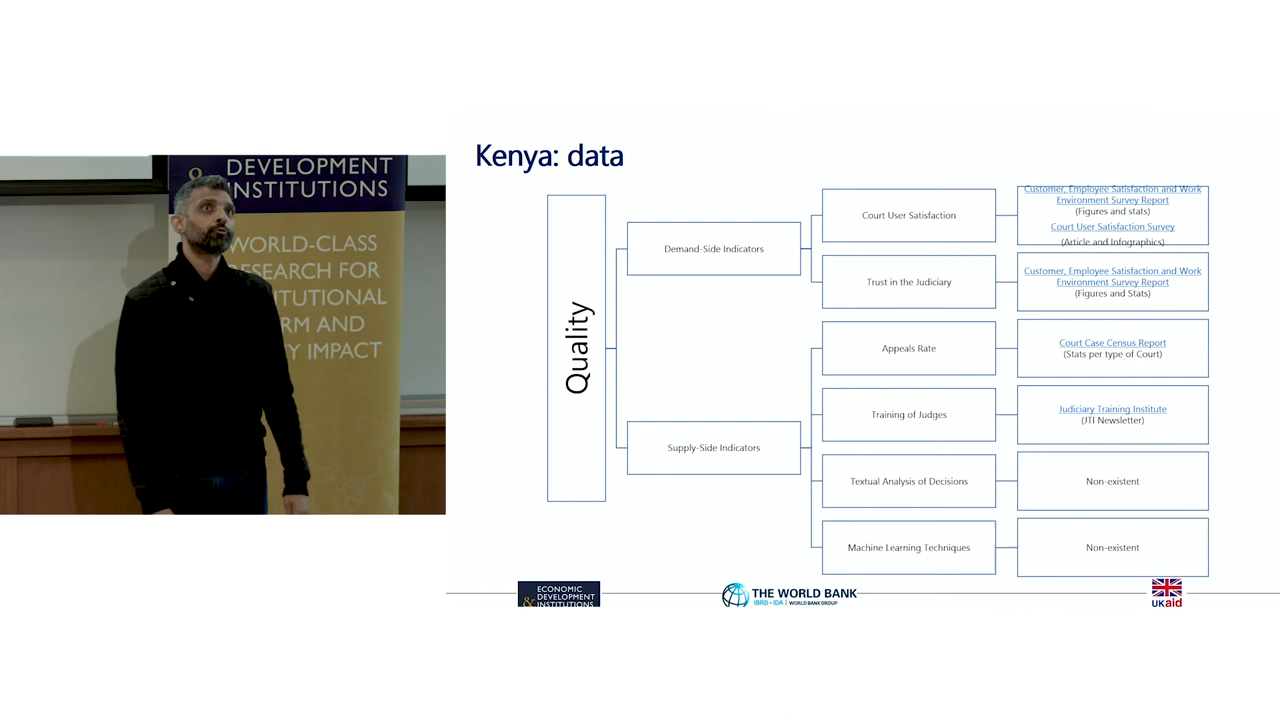 DEVELOPMENT
& INSTITUTIONS
WORLD-CLASS
RESEARCH FOR
ITUTIONAL
RM AND
Y IMPACT
Kenya: data
Quality
Demand-Side Indicators
Supply-Side Indicators
Court User Satisfaction
Trust in the Judiciary
Appeals Rate
Training of Judges
Textual Analysis of Decisions
Machine Learning Techniques
Customer, Employee Satisfaction and Work
Environment Survey Report
(Figures and stats)
Court User Satisfaction Survey
(Article and Infographics)
Customer, Employee Satisfaction and Work
Environment Survey Report
(Figures and Stats)
Court Case Census Report
(Stats per type of Court)
Judiciary Training Institute
(JTI Newsletter)
Non-existent
Non-existent
ECONOMIC
DEVELOPMENT
& INSTITUTIONS
THE WORLD BANK
IBRD • IDA | WORLD BANK GROUP
UKaid